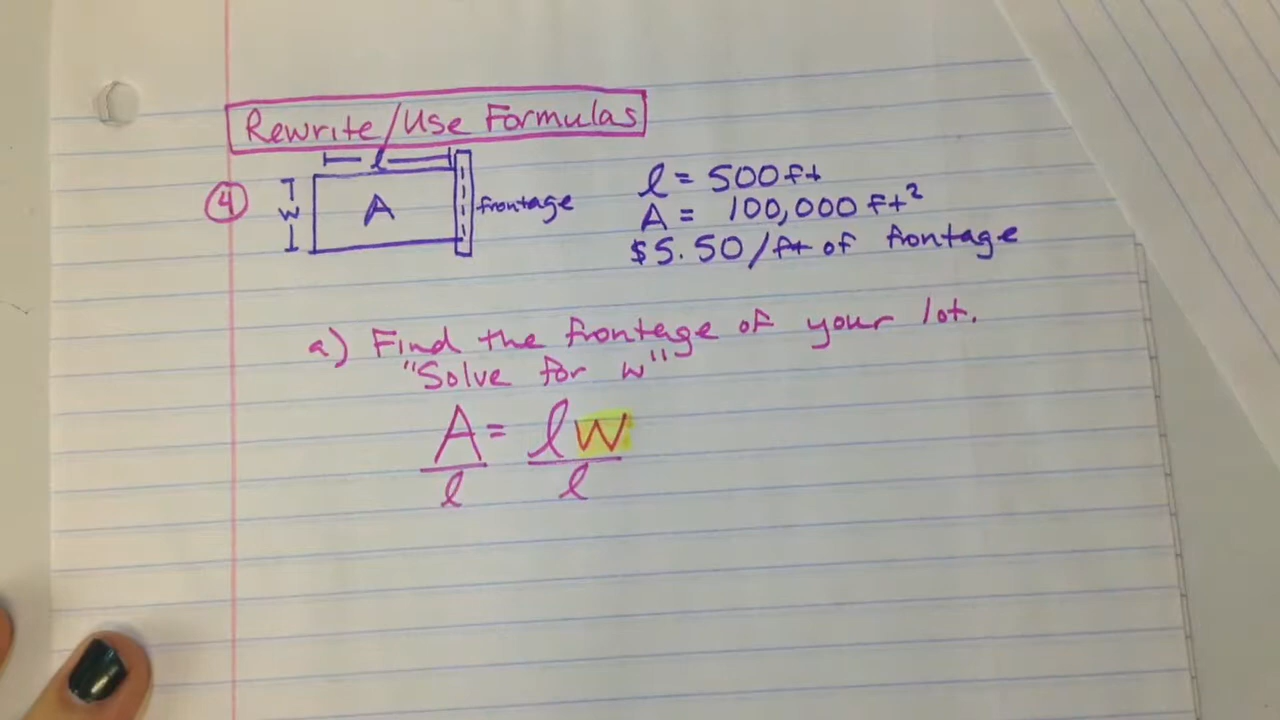 Rewrite/Use Formulas
l
4 W A frontage
l = 500 ft
A = 100,000 ft²
$5.50/ft of frontage
a) Find the frontage of your lot.
"Solve for w"
A = lw
l l